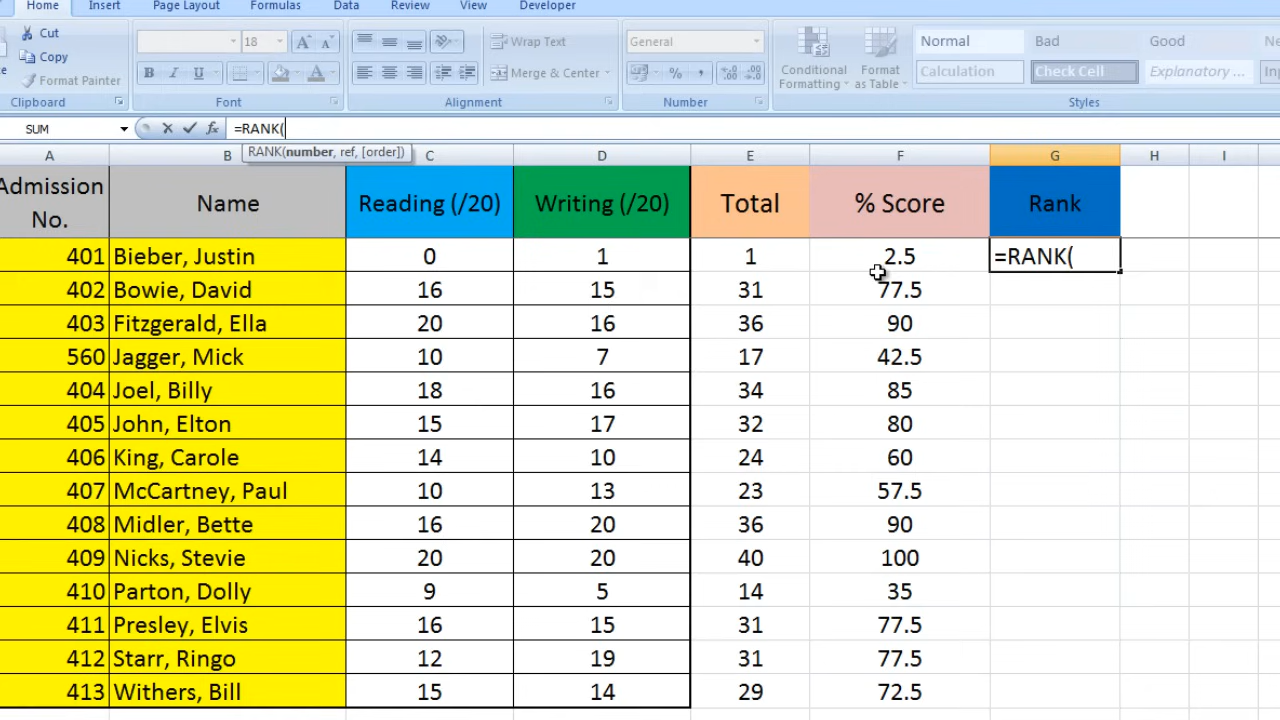 Home Insert Page Layout Formulas Data Review View Developer
Cut 18 Wrap Text General Normal Bad Good
Copy Conditional Formatting Format as Table
Format Painter B I U Merge & Center % , Calculation Check Cell Explanatory ...
Clipboard Font Alignment Number Styles
SUM fx =RANK(
RANK(number, ref, [order])
A B C D E F G H I
Admission No. Name Reading (/20) Writing (/20) Total % Score Rank
401 Bieber, Justin 0 1 1 2.5 =RANK(
402 Bowie, David 16 15 31 77.5
403 Fitzgerald, Ella 20 16 36 90
560 Jagger, Mick 10 7 17 42.5
404 Joel, Billy 18 16 34 85
405 John, Elton 15 17 32 80
406 King, Carole 14 10 24 60
407 McCartney, Paul 10 13 23 57.5
408 Midler, Bette 16 20 36 90
409 Nicks, Stevie 20 20 40 100
410 Parton, Dolly 9 5 14 35
411 Presley, Elvis 16 15 31 77.5
412 Starr, Ringo 12 19 31 77.5
413 Withers, Bill 15 14 29 72.5